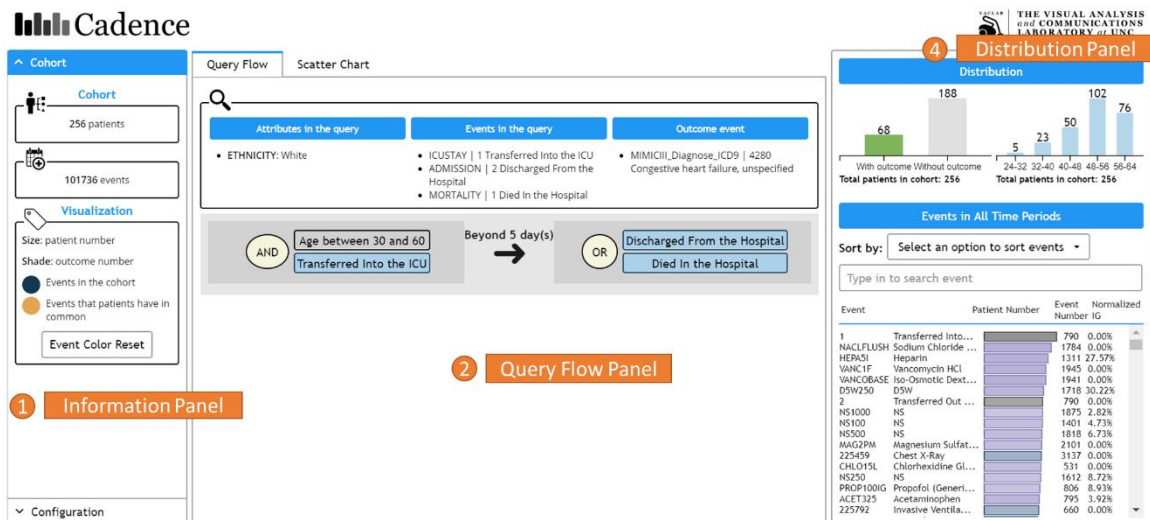 Cadence
VACLAB
THE VISUAL ANALYSIS
and COMMUNICATIONS
LABORATORY at UNC
4 Distribution Panel
Cohort
Cohort
256 patients
101736 events
Visualization
Size: patient number
Shade: outcome number
Events in the cohort
Events that patients have in
common
Event Color Reset
1 Information Panel
Configuration
Query Flow Scatter Chart
Attributes in the query
• ETHNICITY: White
Events in the query
• ICUSTAY | 1 Transferred Into the ICU
• ADMISSION | 2 Discharged From the
Hospital
• MORTALITY | 1 Died In the Hospital
Outcome event
• MIMICIII_Diagnose_ICD9 | 4280
Congestive heart failure, unspecified
AND
Age between 30 and 60
Transferred Into the ICU
Beyond 5 day(s)
OR
Discharged From the Hospital
Died In the Hospital
2 Query Flow Panel
Distribution
68 188
With outcome Without outcome
Total patients in cohort: 256
5 23 50 102 76
24-32 32-40 40-48 48-56 56-64
Total patients in cohort: 256
Events in All Time Periods
Sort by: Select an option to sort events
Type in to search event
Event Patient Number Event Number Normalized IG
1 Transferred Into... 790 0.00%
NACLFLUSH Sodium Chloride ... 1784 0.00%
HEPA5I Heparin 1311 27.57%
VANC1F Vancomycin HCl 1945 0.00%
VANCOBASE Iso-Osmotic Dext... 1941 0.00%
D5W250 D5W 1718 30.22%
2 Transferred Out ... 790 0.00%
NS1000 NS 1875 2.82%
NS100 NS 1401 4.73%
NS500 NS 1818 6.73%
MAG2PM Magnesium Sulfat... 2101 0.00%
225459 Chest X-Ray 3137 0.00%
CHLO15L Chlorhexidine Gl... 531 0.00%
NS250 NS 1612 8.72%
PROP100IG Propofol (Generi... 806 8.93%
ACET325 Acetaminophen 795 3.92%
225792 Invasive Ventila... 660 0.00%